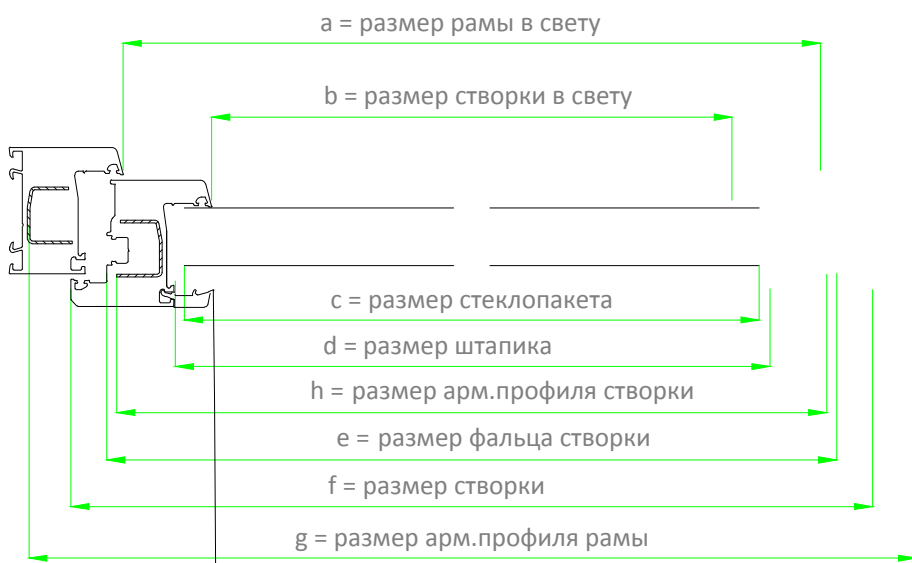 a = размер рамы в свету
b = размер створки в свету
c = размер стеклопакета
d = размер штапика
h = размер арм.профиля створки
e = размер фальца створки
f = размер створки
g = размер арм.профиля рамы